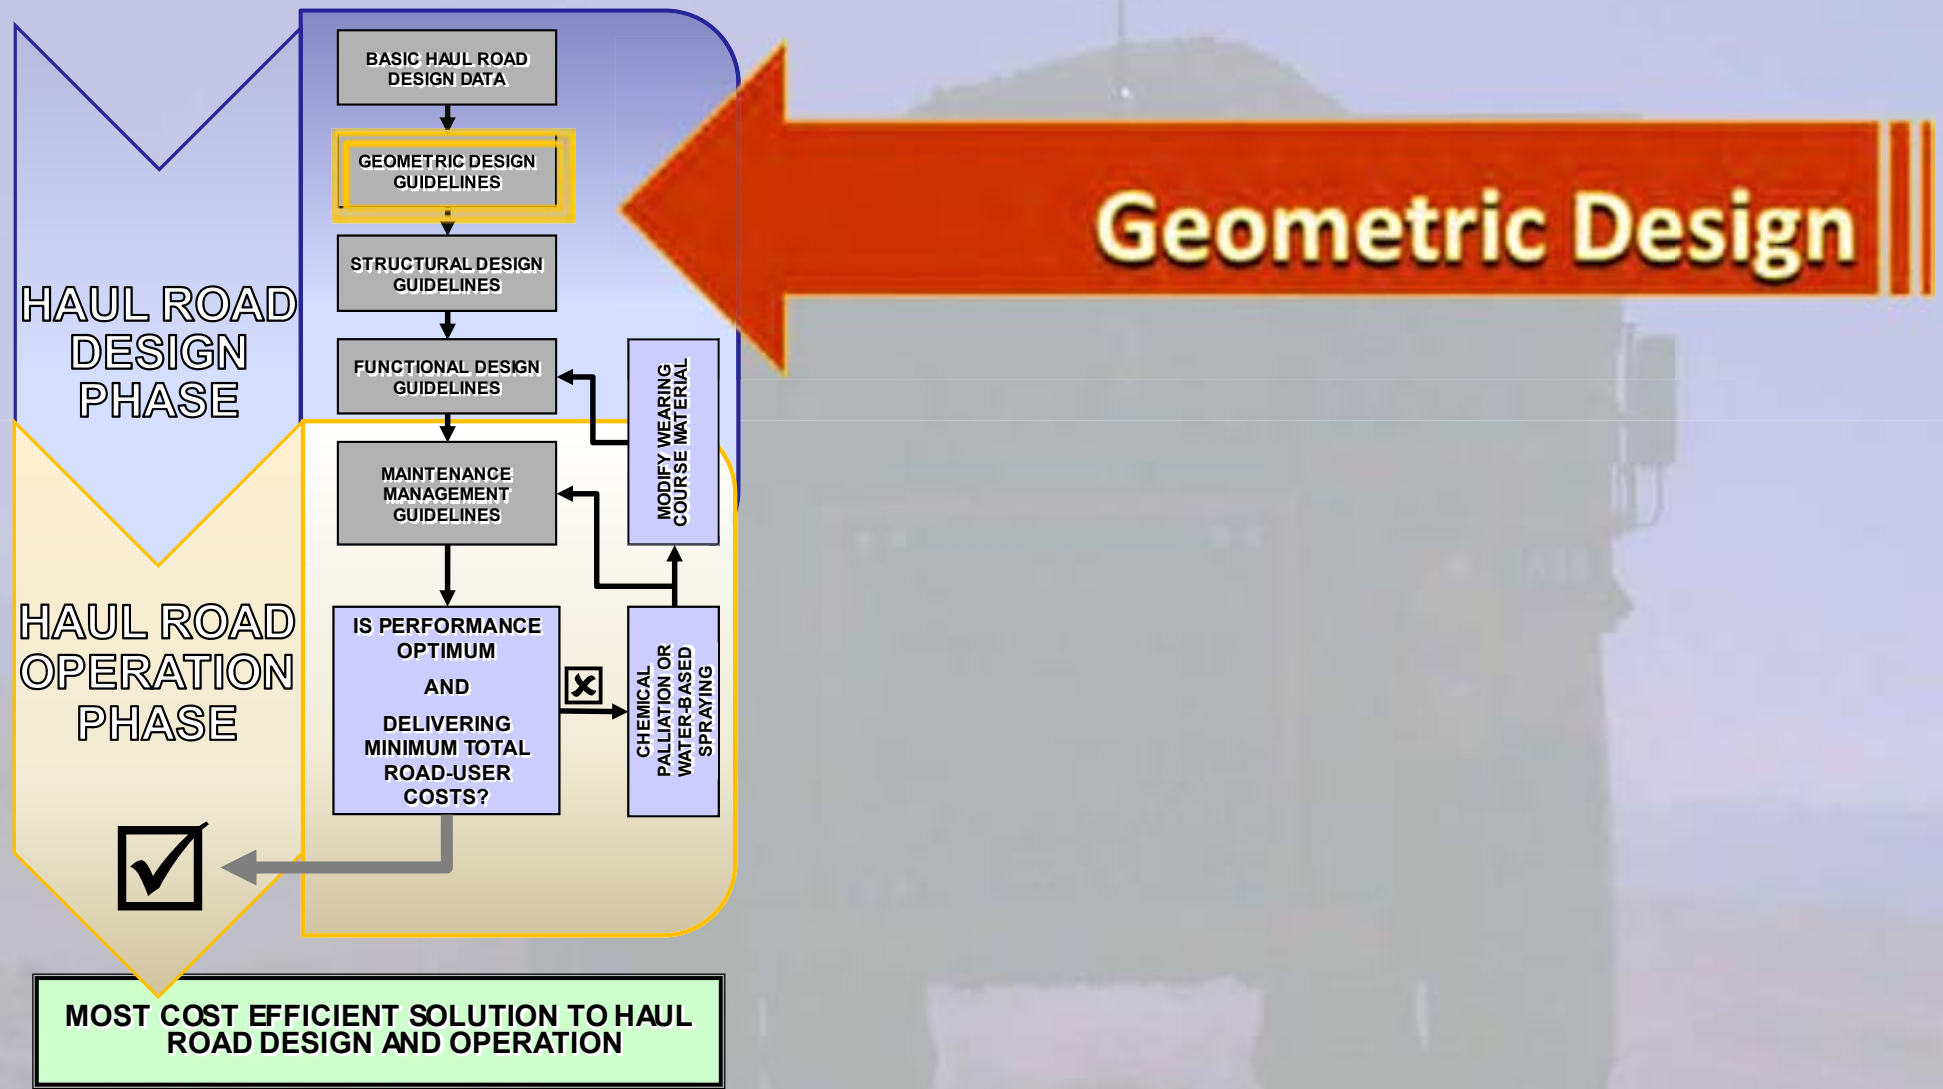 BASIC HAUL ROAD
DESIGN DATA
GEOMETRIC DESIGN
GUIDELINES
STRUCTURAL DESIGN
GUIDELINES
FUNCTIONAL DESIGN
GUIDELINES
MAINTENANCE
MANAGEMENT
GUIDELINES
MODIFY WEARING
COURSE MATERIAL
IS PERFORMANCE
OPTIMUM
AND
DELIVERING
MINIMUM TOTAL
ROAD-USER
COSTS?
CHEMICAL
PALLIATION OR
WATER-BASED
SPRAYING
HAUL ROAD
DESIGN
PHASE
HAUL ROAD
OPERATION
PHASE
MOST COST EFFICIENT SOLUTION TO HAUL
ROAD DESIGN AND OPERATION
Geometric Design